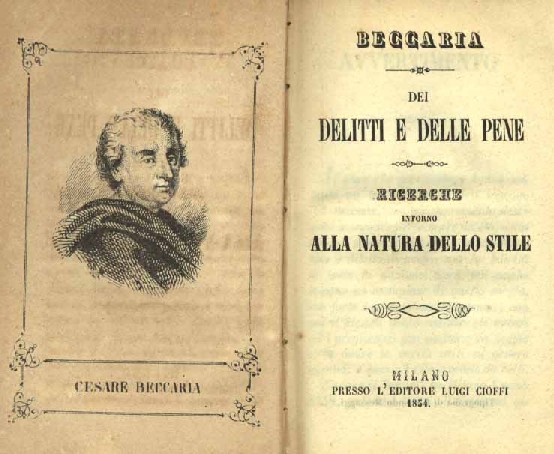 CESARE BECCARIA
BECCARIA
DEI
DELITTI E DELLE PENE
RICERCHE
INTORNO
ALLA NATURA DELLO STILE
MILANO
PRESSO L'EDITORE LUIGI CIOFFI
1854.